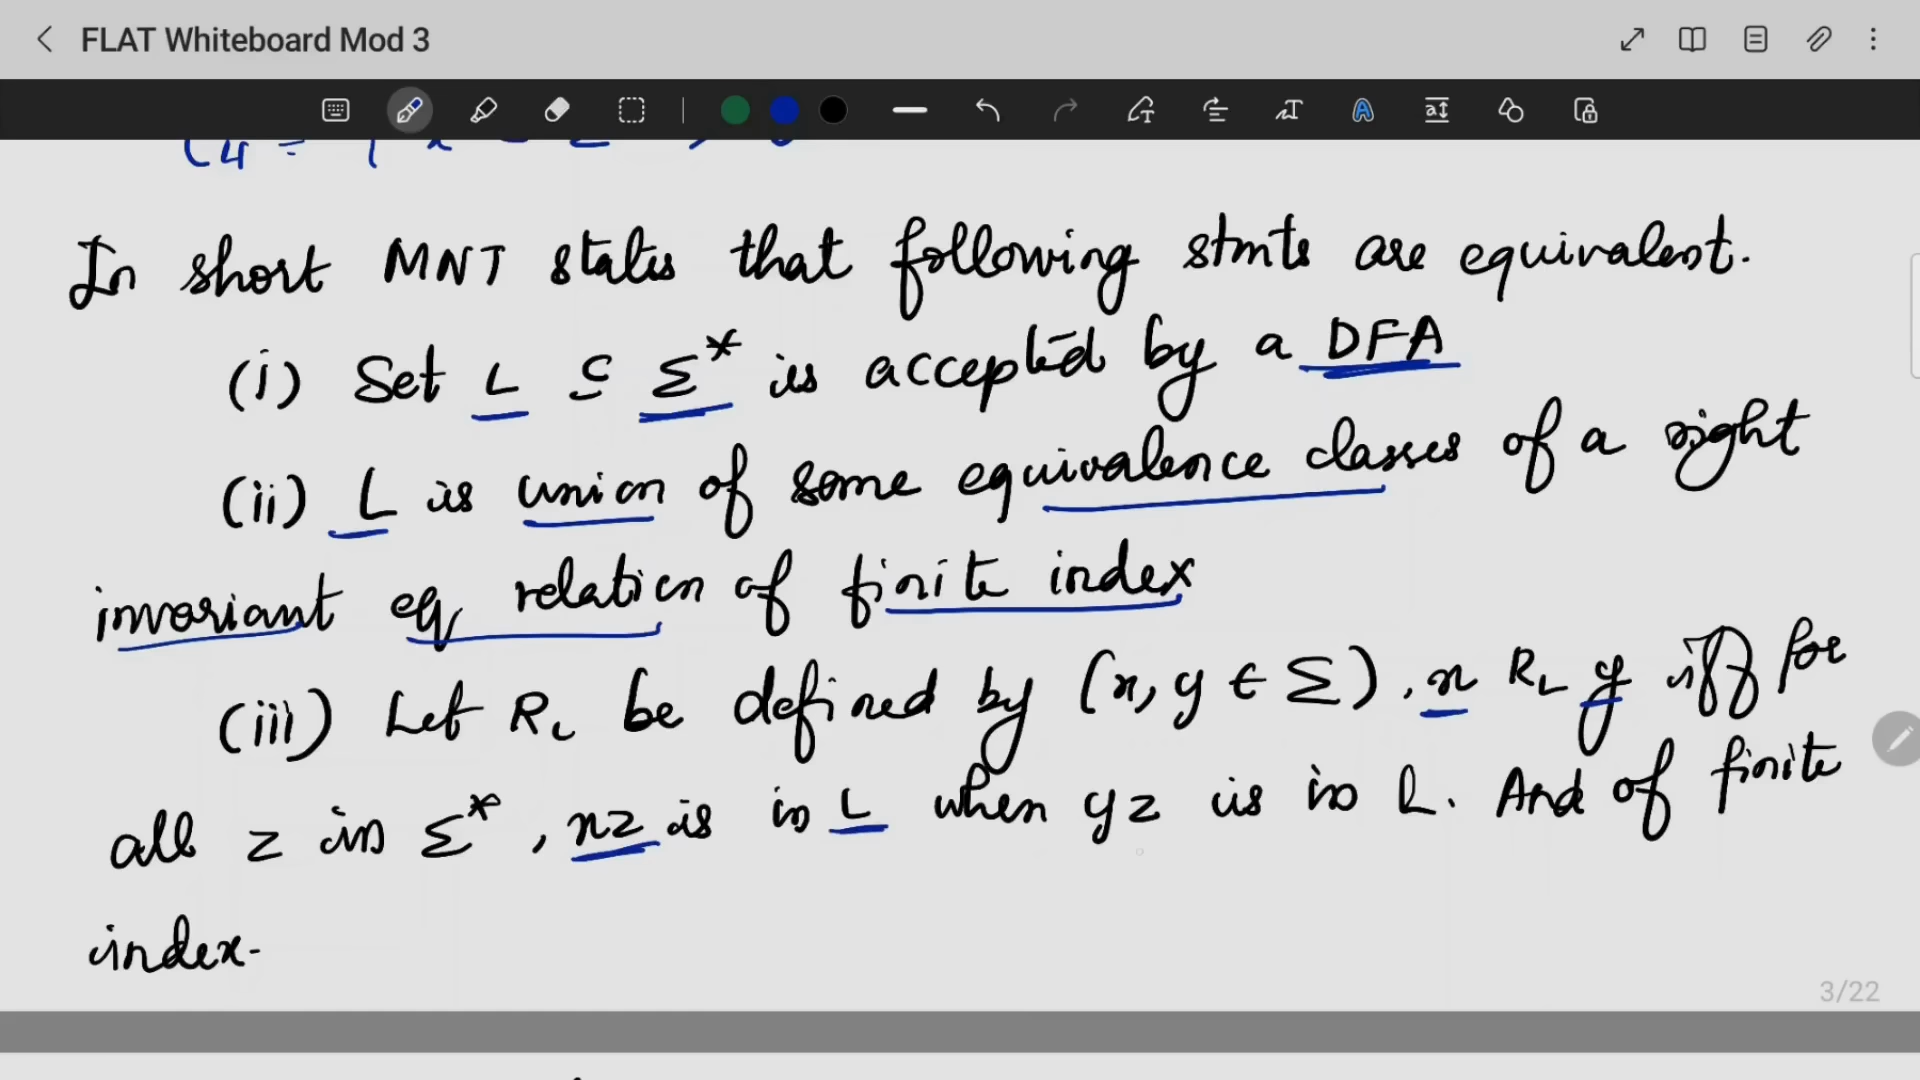 FLAT Whiteboard Mod 3
In short MNT states that following stmts are equivalent.
(i) Set L ⊆ Σ* is accepted by a DFA
(ii) L is union of some equivalence classes of a right
invariant eq relation of finite index
(iii) Let R_L be defined by (x, y ∈ Σ), x R_L y iff for
all z in Σ*, xz is in L when yz is in L. And of finite
index.
3/22